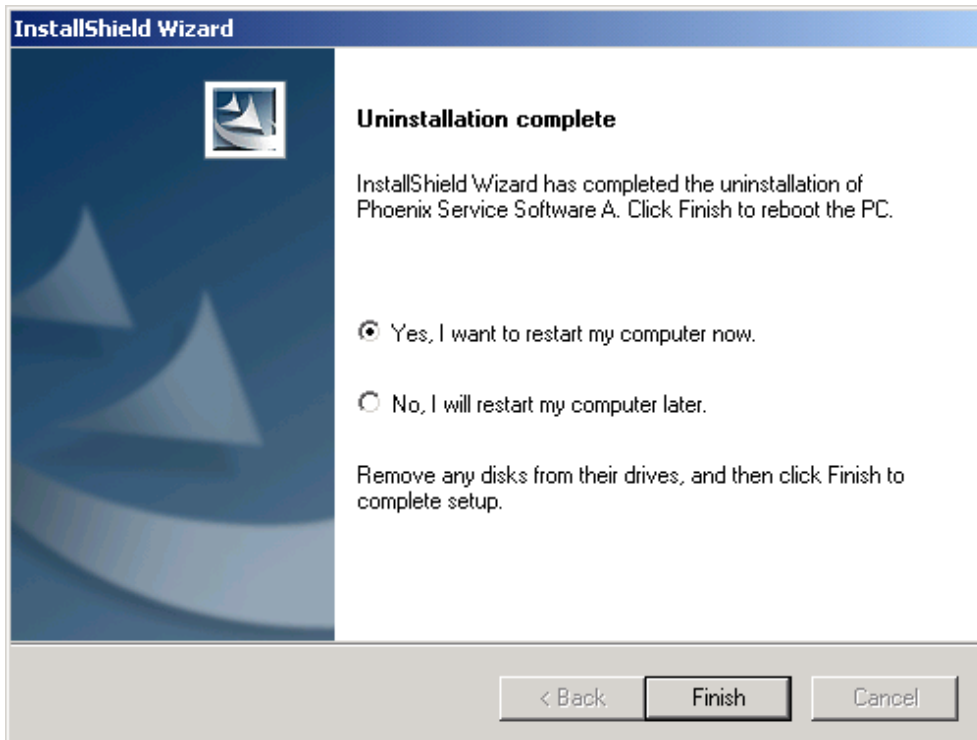 InstallShield Wizard
Uninstallation complete
InstallShield Wizard has completed the uninstallation of
Phoenix Service Software A. Click Finish to reboot the PC.
Yes, I want to restart my computer now.
No, I will restart my computer later.
Remove any disks from their drives, and then click Finish to
complete setup.
< Back Finish Cancel